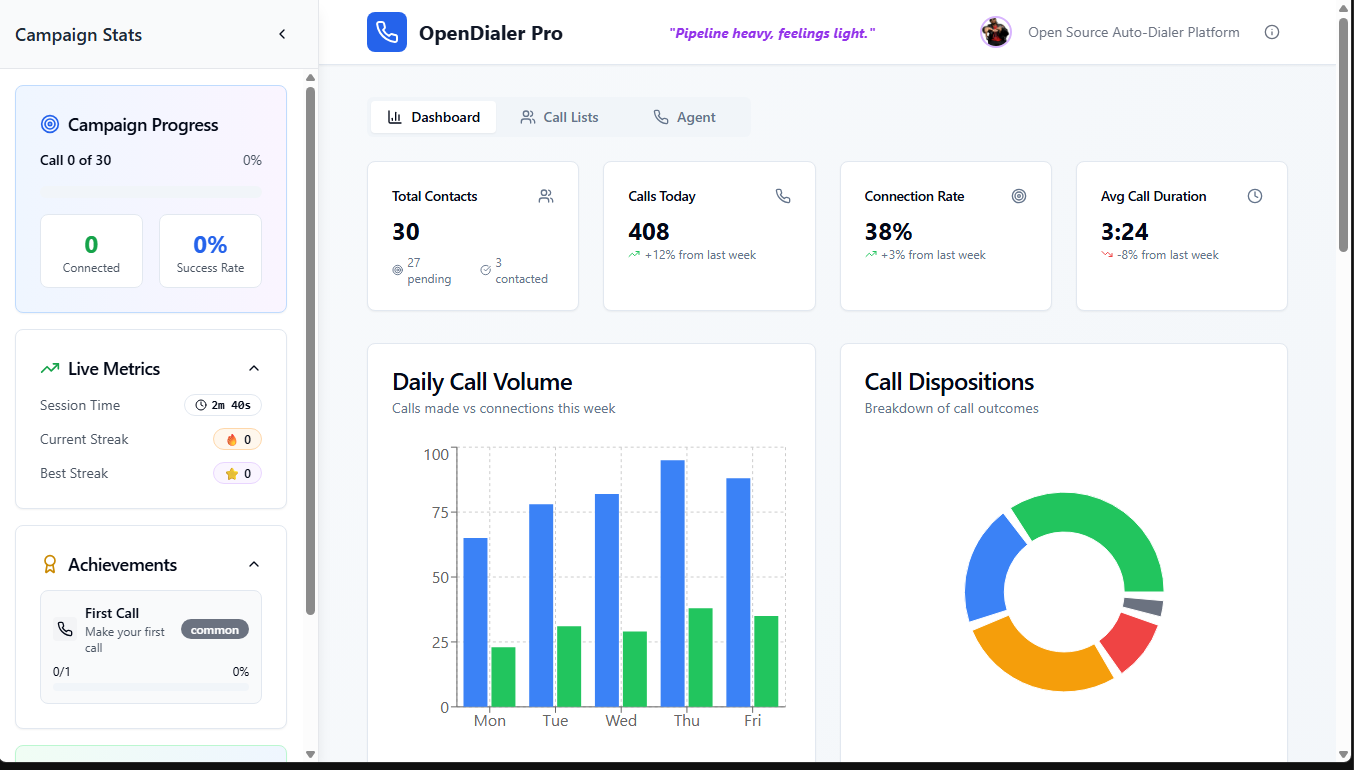 Campaign Stats
Campaign Progress
Call 0 of 30 0%
0 0%
Connected Success Rate
Live Metrics
Session Time 2m 40s
Current Streak 0
Best Streak 0
Achievements
First Call
Make your first
call
common
0/1 0%
OpenDialer Pro
"Pipeline heavy, feelings light."
Open Source Auto-Dialer Platform
Dashboard Call Lists Agent
Total Contacts
30
27
pending
3
contacted
Calls Today
408
+12% from last week
Connection Rate
38%
+3% from last week
Avg Call Duration
3:24
-8% from last week
Daily Call Volume
Calls made vs connections this week
100
75
50
25
0
Mon Tue Wed Thu Fri
Call Dispositions
Breakdown of call outcomes